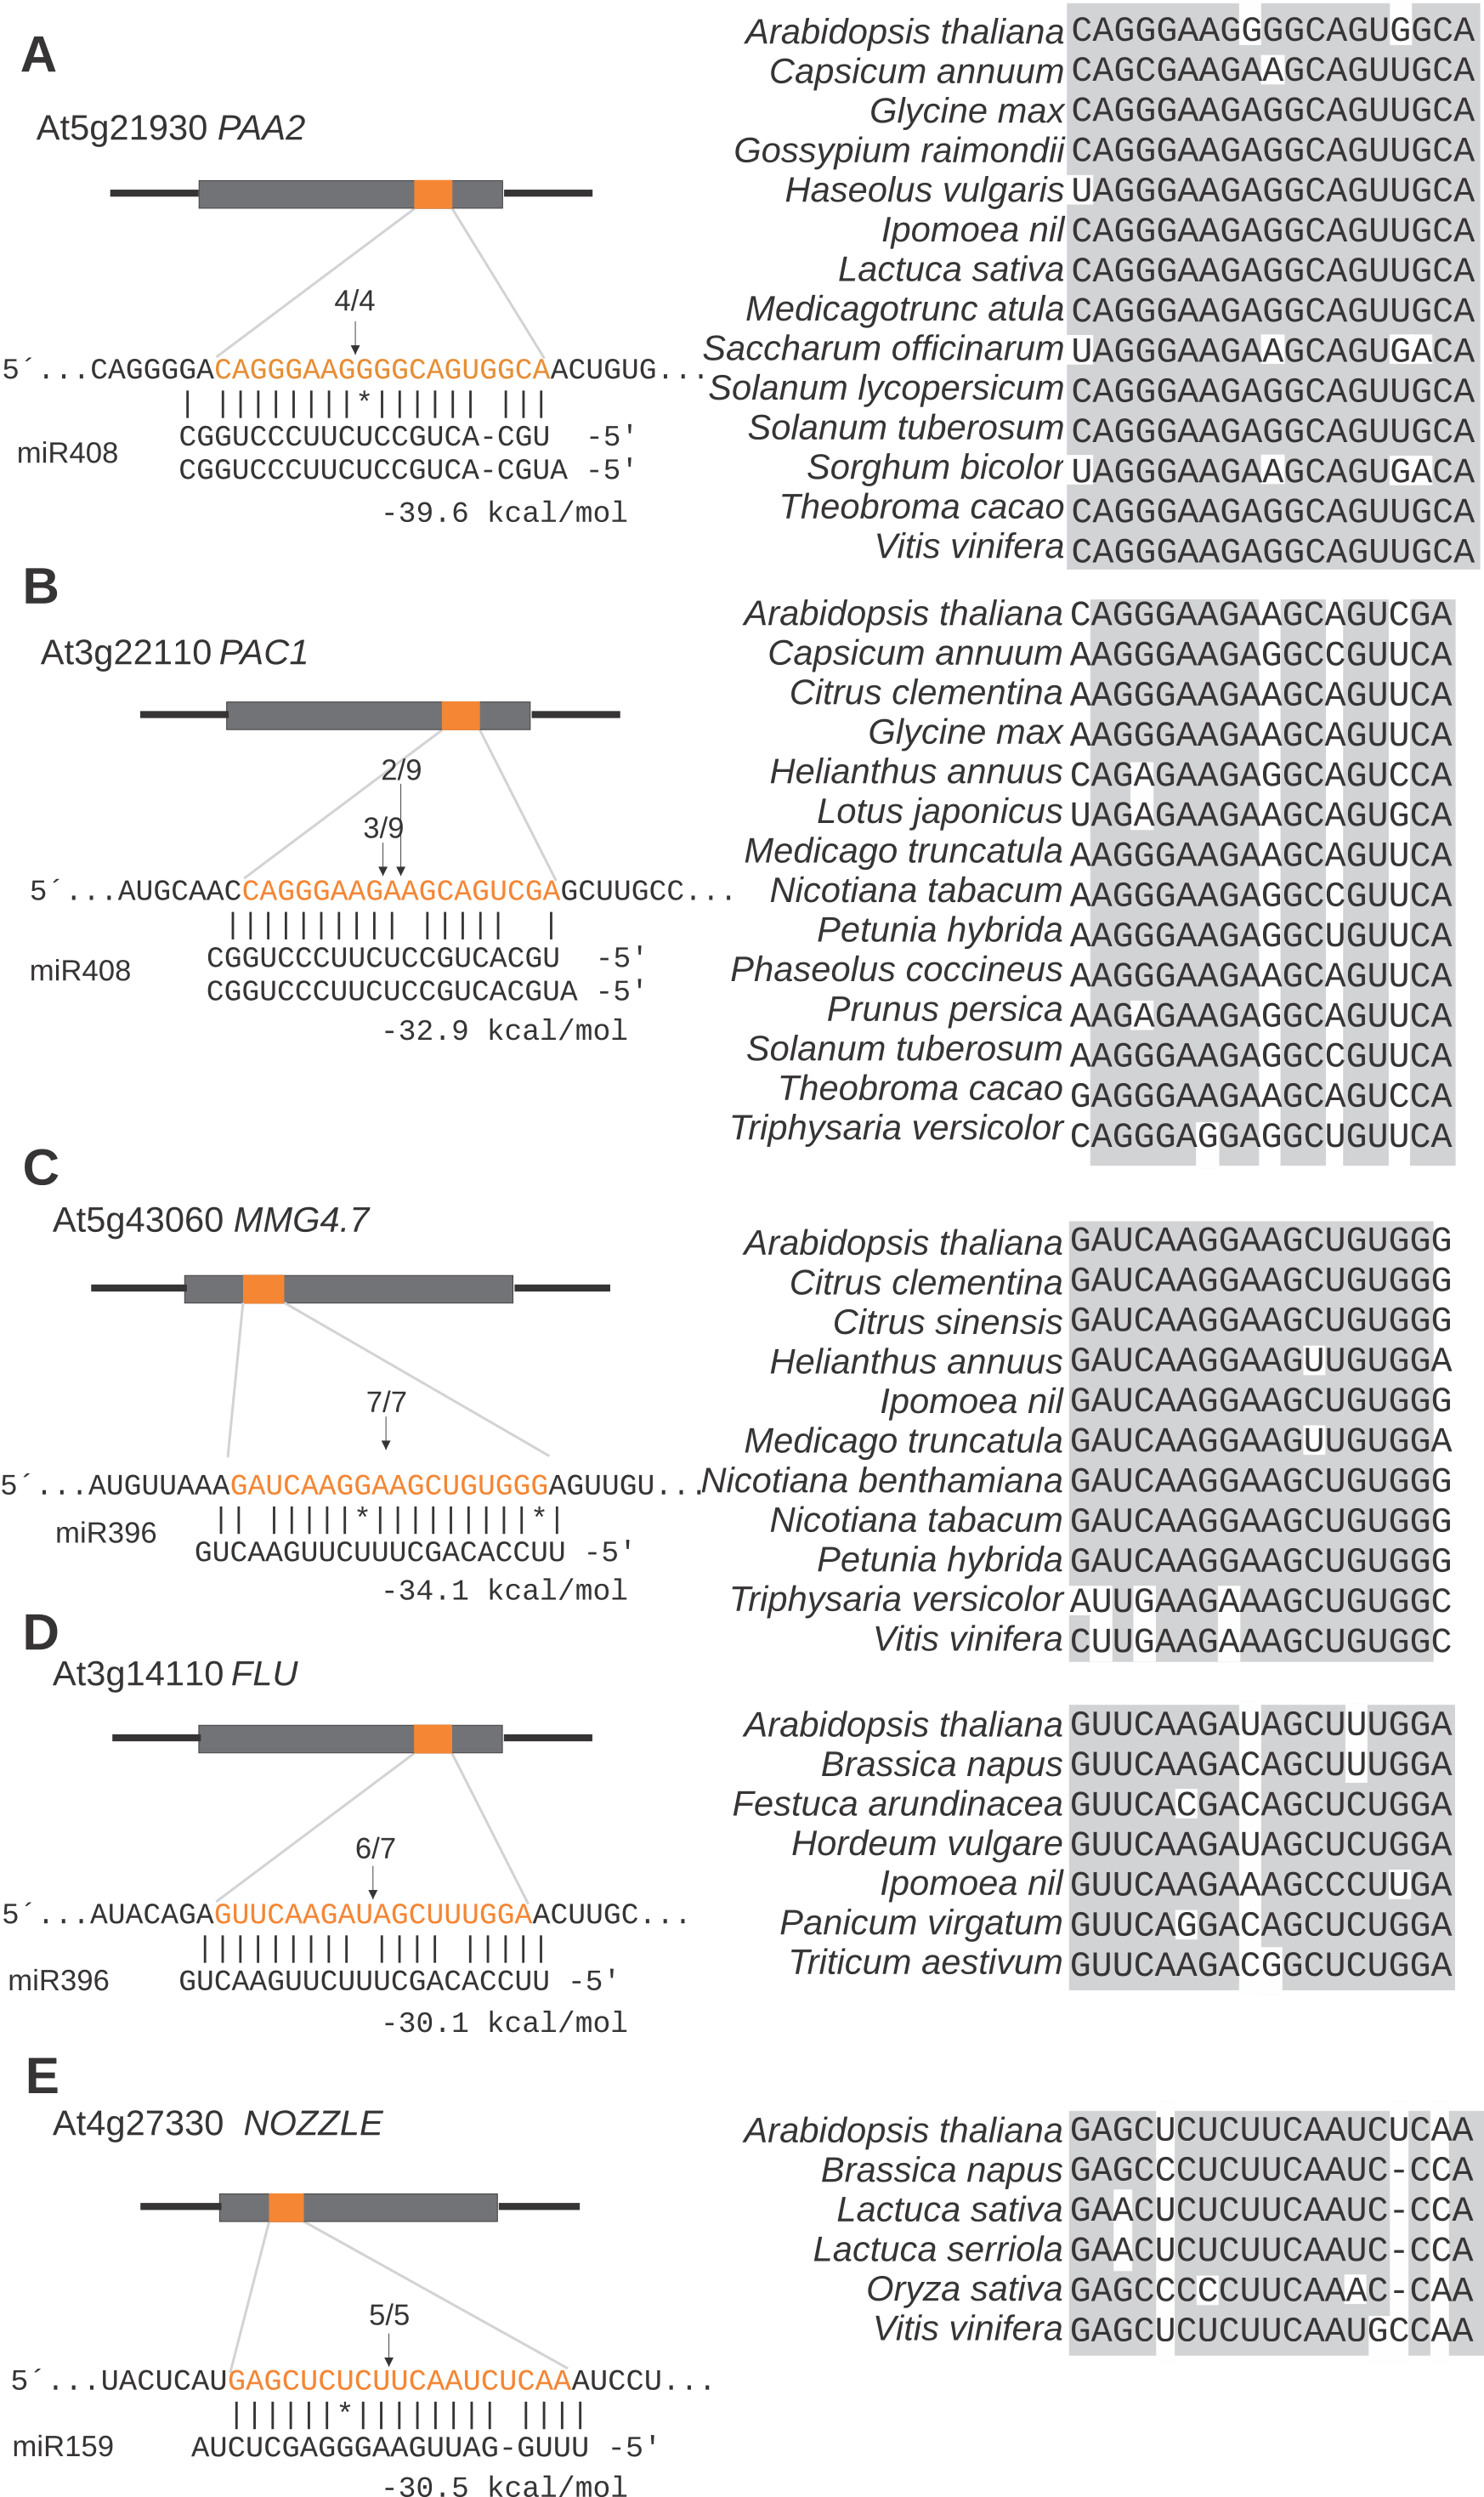 A
At5g21930 PAA2
4/4
5´...CAGGGGACAGGGAAGGGGCAGUGGCAACUGUG...
| ||||||||*|||||| |||
miR408
CGGUCCCUUCUCCGUCA-CGU -5'
CGGUCCCUUCUCCGUCA-CGUA -5'
-39.6 kcal/mol
Arabidopsis thaliana CAGGGAAGGGGCAGUGGCA
Capsicum annuum CAGCGAAGAAGCAGUUGCA
Glycine max CAGGGAAGAGGCAGUUGCA
Gossypium raimondii CAGGGAAGAGGCAGUUGCA
Haseolus vulgaris UAGGGAAGAGGCAGUUGCA
Ipomoea nil CAGGGAAGAGGCAGUUGCA
Lactuca sativa CAGGGAAGAGGCAGUUGCA
Medicagotrunc atula CAGGGAAGAGGCAGUUGCA
Saccharum officinarum UAGGGAAGAAGCAGUGACA
Solanum lycopersicum CAGGGAAGAGGCAGUUGCA
Solanum tuberosum CAGGGAAGAGGCAGUUGCA
Sorghum bicolor UAGGGAAGAAGCAGUGACA
Theobroma cacao CAGGGAAGAGGCAGUUGCA
Vitis vinifera CAGGGAAGAGGCAGUUGCA
B
At3g22110 PAC1
2/9
3/9
5´...AUGCAACCAGGGAAGAAGCAGUCGAGCUUGCC...
|||||||||| ||||| |
miR408
CGGUCCCUUCUCCGUCACGU -5'
CGGUCCCUUCUCCGUCACGUA -5'
-32.9 kcal/mol
Arabidopsis thaliana CAGGGAAGAAGCAGUCGA
Capsicum annuum AAGGGAAGAGGCCGUUCA
Citrus clementina AAGGGAAGAAGCAGUUCA
Glycine max AAGGGAAGAAGCAGUUCA
Helianthus annuus CAGAGAAGAGGCAGUCCA
Lotus japonicus UAGAGAAGAAGCAGUGCA
Medicago truncatula AAGGGAAGAAGCAGUUCA
Nicotiana tabacum AAGGGAAGAGGCCGUUCA
Petunia hybrida AAGGGAAGAGGCUGUUCA
Phaseolus coccineus AAGGGAAGAAGCAGUUCA
Prunus persica AAGAGAAGAGGCAGUUCA
Solanum tuberosum AAGGGAAGAGGCCGUUCA
Theobroma cacao GAGGGAAGAAGCAGUCCA
Triphysaria versicolor CAGGGAGGAGGCUGUUCA
C
At5g43060 MMG4.7
7/7
5´...AUGUUAAAGAUCAAGGAAGCUGUGGGAGUUGU...
|| |||||*|||||||||*|
miR396
GUCAAGUUCUUUCGACACCUU -5'
-34.1 kcal/mol
Arabidopsis thaliana GAUCAAGGAAGCUGUGGG
Citrus clementina GAUCAAGGAAGCUGUGGG
Citrus sinensis GAUCAAGGAAGCUGUGGG
Helianthus annuus GAUCAAGGAAGUUGUGGA
Ipomoea nil GAUCAAGGAAGCUGUGGG
Medicago truncatula GAUCAAGGAAGUUGUGGA
Nicotiana benthamiana GAUCAAGGAAGCUGUGGG
Nicotiana tabacum GAUCAAGGAAGCUGUGGG
Petunia hybrida GAUCAAGGAAGCUGUGGG
Triphysaria versicolor AUUGAAGAAAGCUGUGGC
Vitis vinifera CUUGAAGAAAGCUGUGGC
D
At3g14110 FLU
6/7
5´...AUACAGAGUUCAAGAUAGCUUUGGAACUUGC...
||||||||| |||| |||||
miR396
GUCAAGUUCUUUCGACACCUU -5'
-30.1 kcal/mol
Arabidopsis thaliana GUUCAAGAUAGCUUUGGA
Brassica napus GUUCAAGACAGCUUUGGA
Festuca arundinacea GUUCACGACAGCUCUGGA
Hordeum vulgare GUUCAAGAUAGCUCUGGA
Ipomoea nil GUUCAAGAAAGCCCUUGA
Panicum virgatum GUUCAGGACAGCUCUGGA
Triticum aestivum GUUCAAGACGGCUCUGGA
E
At4g27330 NOZZLE
5/5
5´...UACUCAUGAGCUCUCUUCAAUCUCAAAUCCU...
||||||*|||||||| ||||
miR159
AUCUCGAGGGAAGUUAG-GUUU -5'
-30.5 kcal/mol
Arabidopsis thaliana GAGCUCUCUUCAAUCUCAA
Brassica napus GAGCCCUCUUCAAUC-CCA
Lactuca sativa GAACUCUCUUCAAUC-CCA
Lactuca serriola GAACUCUCUUCAAUC-CCA
Oryza sativa GAGCCCCCUUCAAAC-CAA
Vitis vinifera GAGCUCUCUUCAAUGCCAA